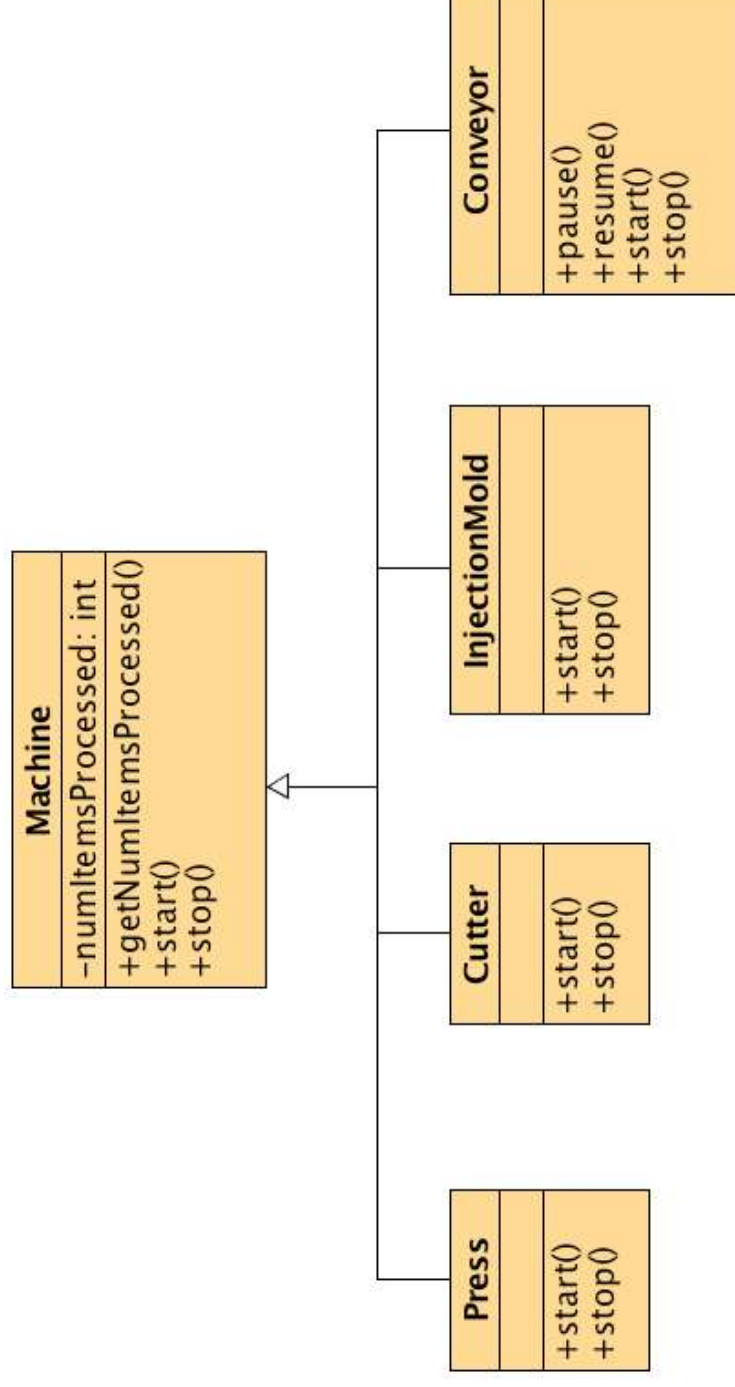 Machine
-numItemsProcessed: int
+getNumItemsProcessed()
+start()
+stop()
Press
+start()
+stop()
Cutter
+start()
+stop()
InjectionMold
+start()
+stop()
Conveyor
+pause()
+resume()
+start()
+stop()